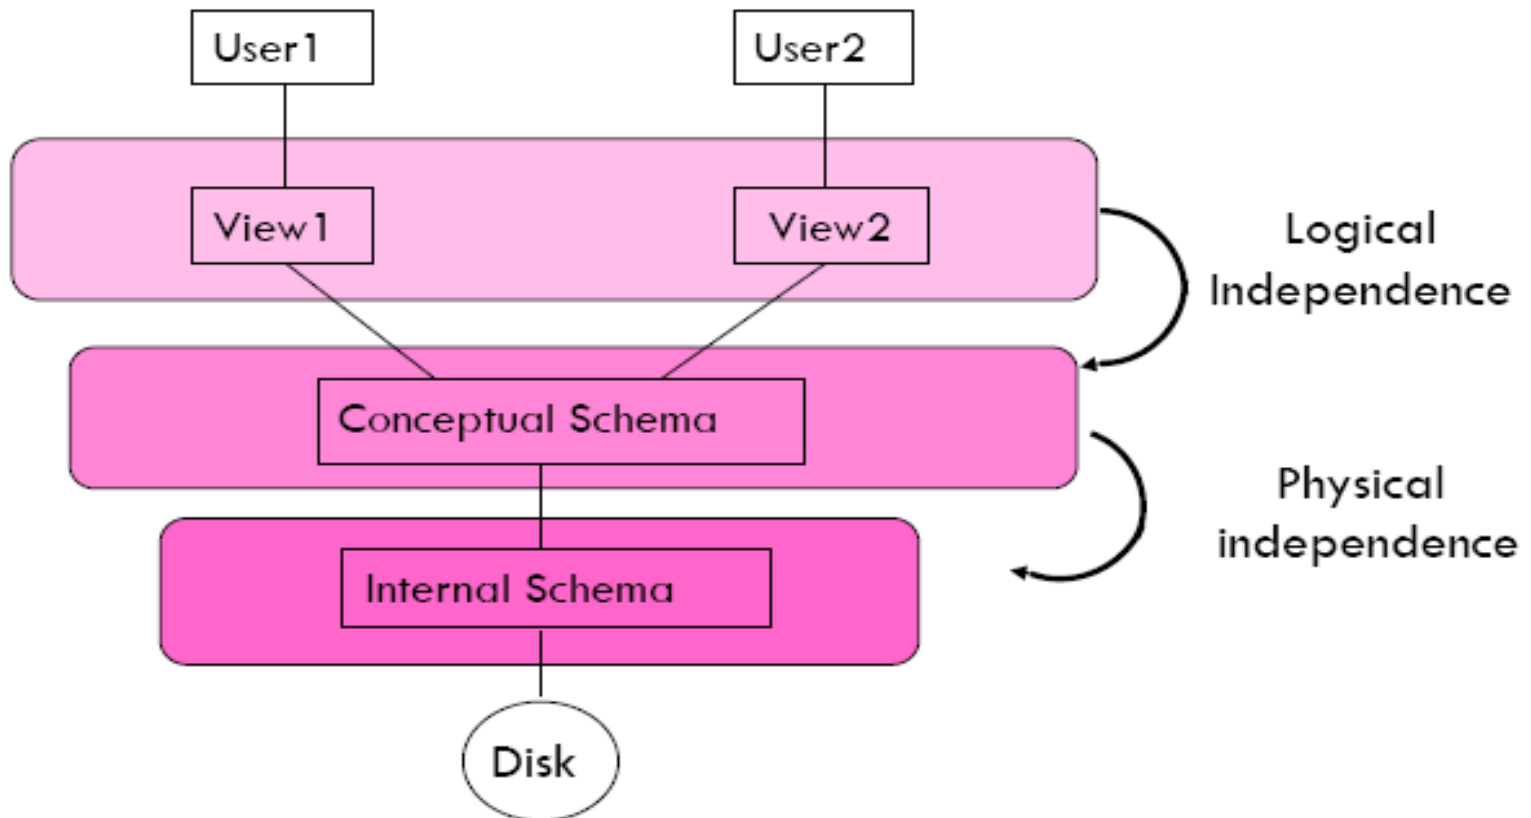 User1
User2
View1
View2
Logical
Independence
Conceptual Schema
Physical
independence
Internal Schema
Disk